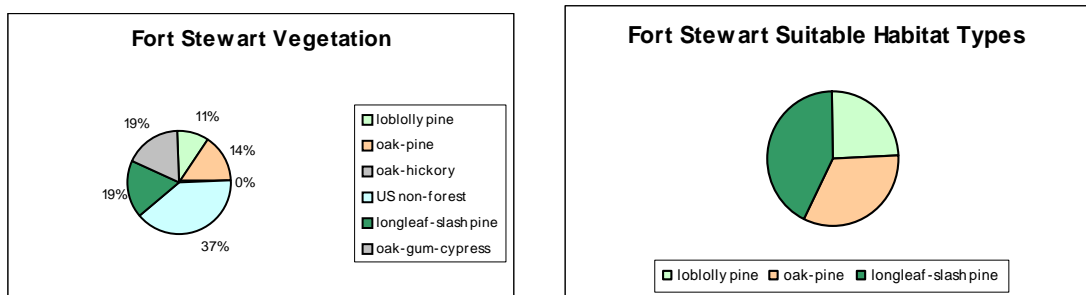 Fort Stewart Vegetation
19%
11%
14%
0%
19%
37%
loblolly pine
oak-pine
oak-hickory
US non-forest
longleaf-slash pine
oak-gum-cypress
Fort Stewart Suitable Habitat Types
loblolly pine oak-pine longleaf-slash pine